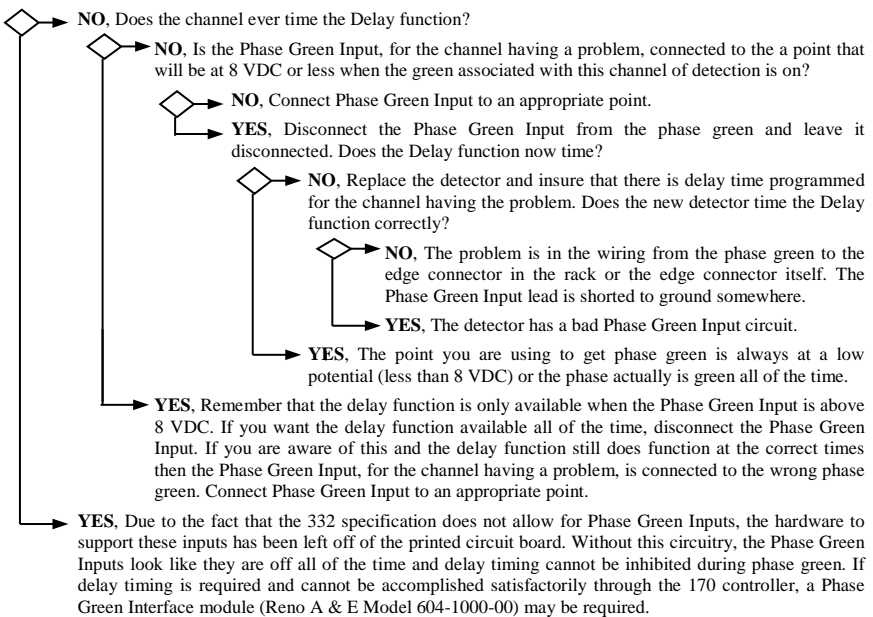 NO, Does the channel ever time the Delay function?
NO, Is the Phase Green Input, for the channel having a problem, connected to the a point that
will be at 8 VDC or less when the green associated with this channel of detection is on?
NO, Connect Phase Green Input to an appropriate point.
YES, Disconnect the Phase Green Input from the phase green and leave it
disconnected. Does the Delay function now time?
NO, Replace the detector and insure that there is delay time programmed
for the channel having the problem. Does the new detector time the Delay
function correctly?
NO, The problem is in the wiring from the phase green to the
edge connector in the rack or the edge connector itself. The
Phase Green Input lead is shorted to ground somewhere.
YES, The detector has a bad Phase Green Input circuit.
YES, The point you are using to get phase green is always at a low
potential (less than 8 VDC) or the phase actually is green all of the time.
YES, Remember that the delay function is only available when the Phase Green Input is above
8 VDC. If you want the delay function available all of the time, disconnect the Phase Green
Input. If you are aware of this and the delay function still does function at the correct times
then the Phase Green Input, for the channel having a problem, is connected to the wrong phase
green. Connect Phase Green Input to an appropriate point.
YES, Due to the fact that the 332 specification does not allow for Phase Green Inputs, the hardware to
support these inputs has been left off of the printed circuit board. Without this circuitry, the Phase Green
Inputs look like they are off all of the time and delay timing cannot be inhibited during phase green. If
delay timing is required and cannot be accomplished satisfactorily through the 170 controller, a Phase
Green Interface module (Reno A & E Model 604-1000-00) may be required.